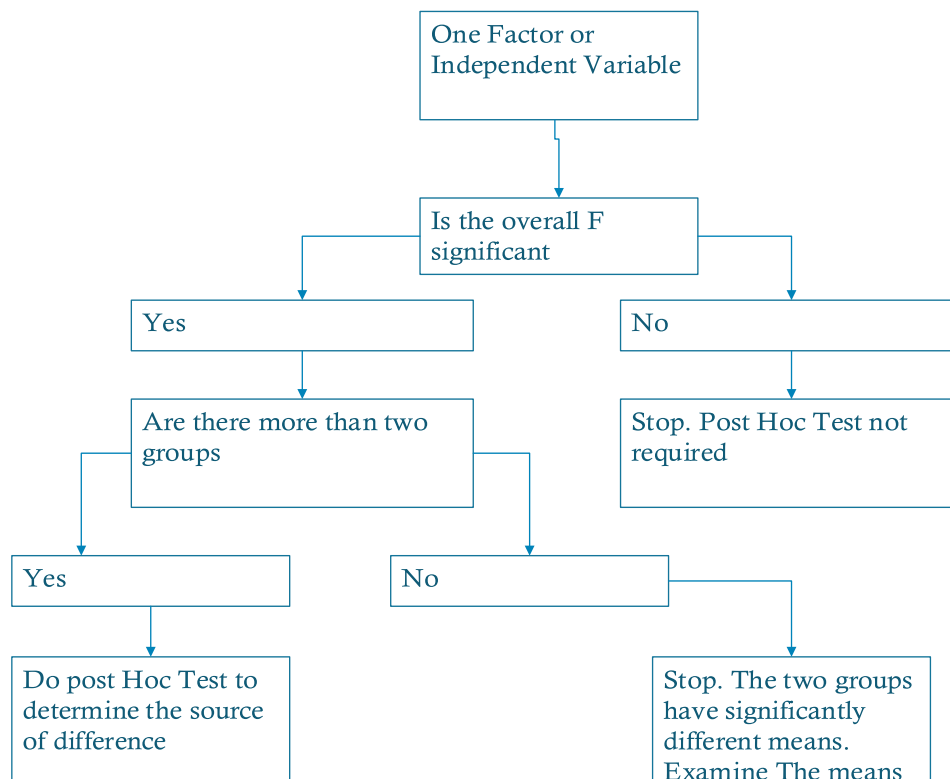 One Factor or
Independent Variable
Is the overall F
significant
Yes
No
Are there more than two
groups
Stop. Post Hoc Test not
required
Yes
No
Do post Hoc Test to
determine the source
of difference
Stop. The two groups
have significantly
different means.
Examine The means